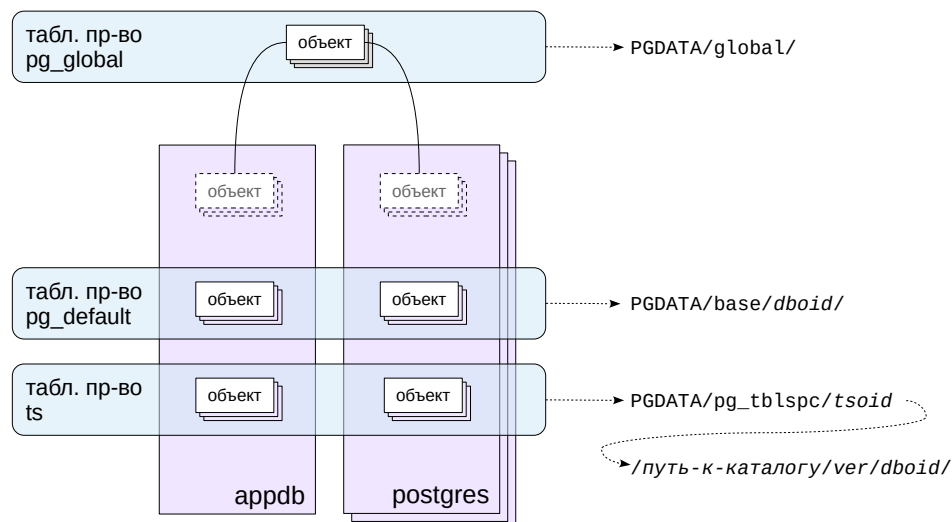 табл. пр-во
pg_global
объект
PGDATA/global/
объект
объект
табл. пр-во
pg_default
объект
объект
PGDATA/base/dboid/
табл. пр-во
ts
объект
объект
PGDATA/pg_tblspc/tsoid
/путь-к-каталогу/ver/dboid/
appdb
postgres